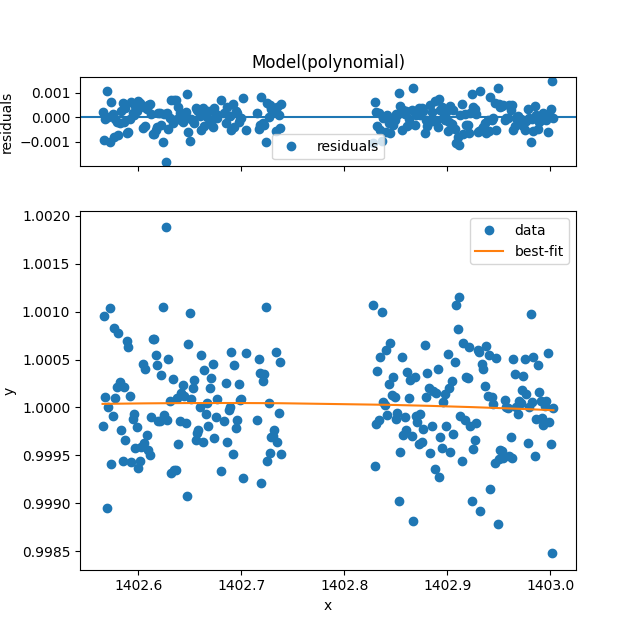 Model(polynomial)
0.001
0.000
−0.001
residuals
residuals
1.0020
1.0015
1.0010
1.0005
1.0000
0.9995
0.9990
0.9985
y
data
best-fit
1402.6
1402.7
1402.8
1402.9
1403.0
x